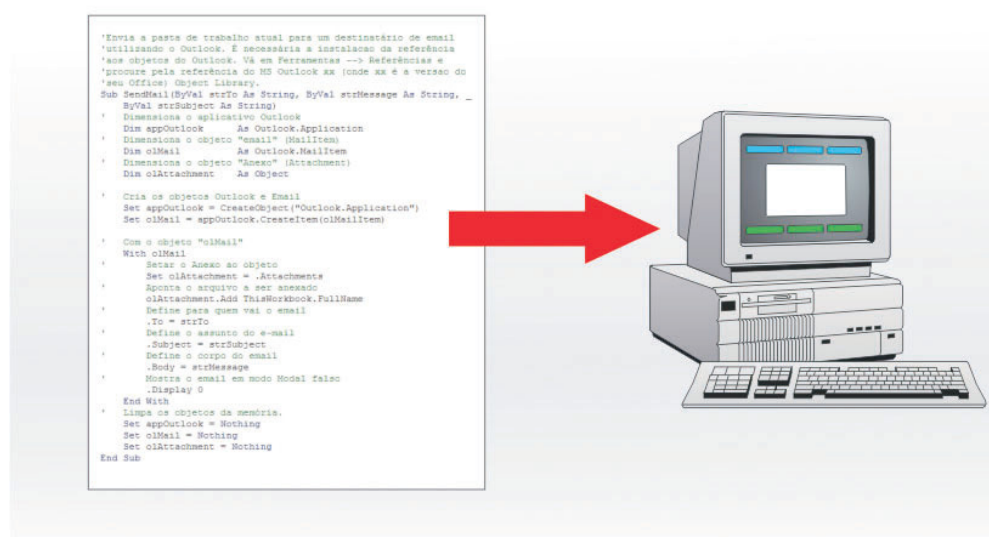 'Envia a pasta de trabalho atual para um destinatério de email
'utilizando o Outlook. É necessária a instalacao da referência
'aos objetos do Outlook. Vá em Ferramentas --> Referências e
'procure pela referência do MS Outlook xx (onde xx é a versao do
'seu Office) Object Library.
Sub SendMail(ByVal strTo As String, ByVal strMessage As String, _
ByVal strSubject As String)
' Dimensiona o aplicativo Outlook
Dim appOutlook As Outlook.Application
' Dimensiona o objeto "email" (MailItem)
Dim olMail As Outlook.MailItem
' Dimensiona o objeto "Anexo" (Attachment)
Dim olAttachment As Object
' Cria os objetos Outlook e Email
Set appOutlook = CreateObject("Outlook.Application")
Set olMail = appOutlook.CreateItem(olMailItem)
' Com o objeto "olMail"
With olMail
' Setar o Anexo ao objeto
Set olAttachment = .Attachments
' Aponta o arquivo a ser anexado
olAttachment.Add ThisWorkbook.FullName
' Define para quem vai o email
.To = strTo
' Define o assunto do e-mail
.Subject = strSubject
' Define o corpo do email
.Body = strMessage
' Mostra o email em modo Modal falso
.Display 0
End With
' Limpa os objetos da memória.
Set appOutlook = Nothing
Set olMail = Nothing
Set olAttachment = Nothing
End Sub